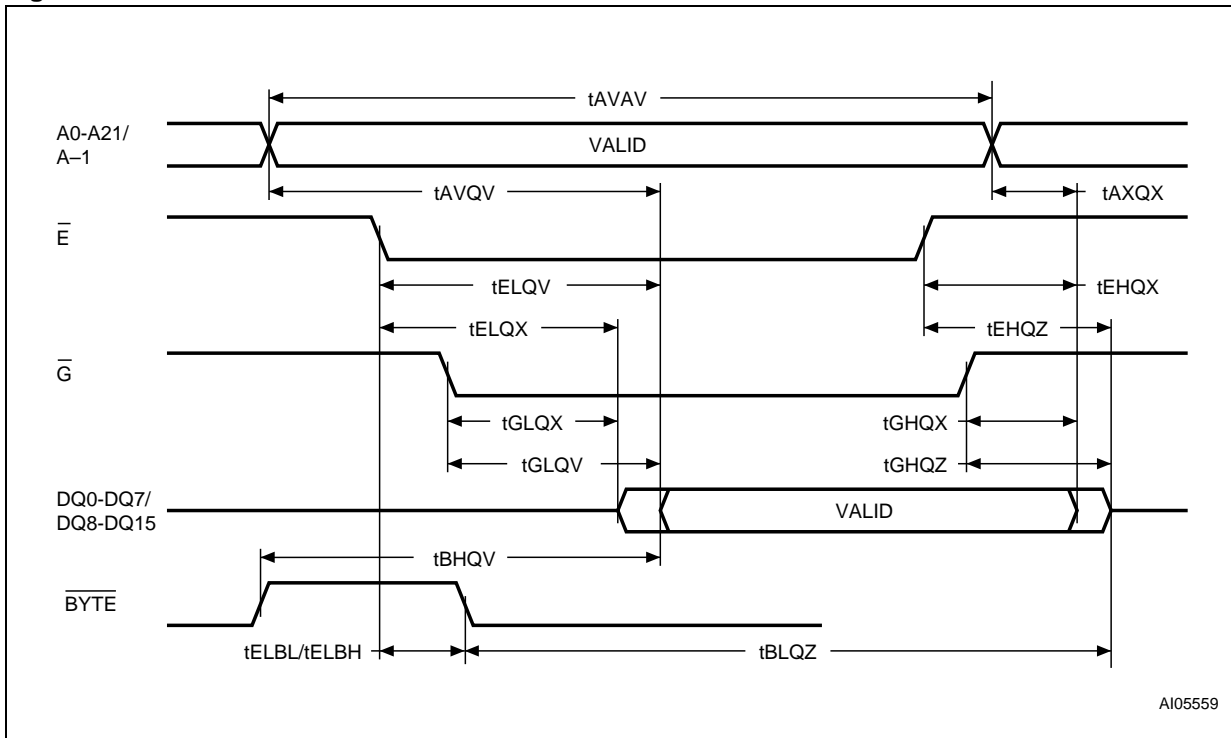 tAVAV
A0-A21/
A–1
VALID
tAVQV
tAXQX
E
tELQV
tEHQX
tELQX
tEHQZ
G
tGLQX
tGHQX
tGLQV
tGHQZ
DQ0-DQ7/
DQ8-DQ15
VALID
tBHQV
BYTE
tELBL/tELBH
tBLQZ
AI05559